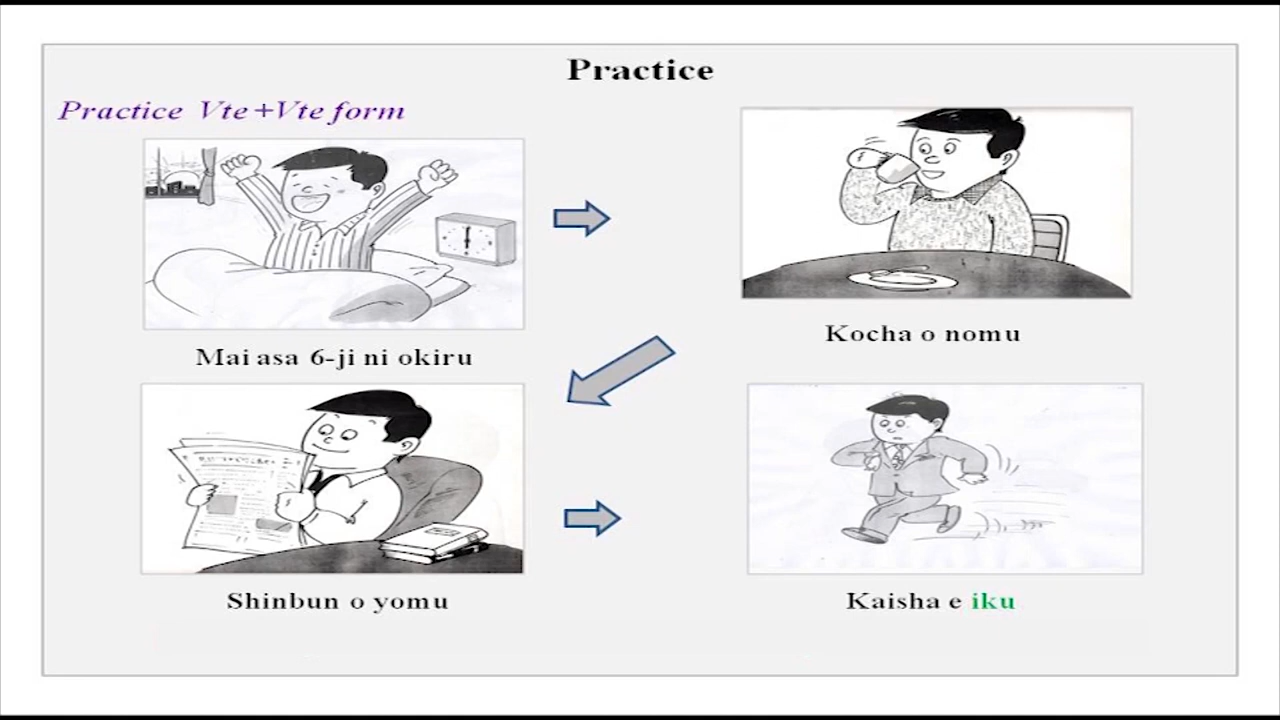 Practice
Practice Vte+Vte form
Mai asa 6-ji ni okiru
Kocha o nomu
Shinbun o yomu
Kaisha e iku